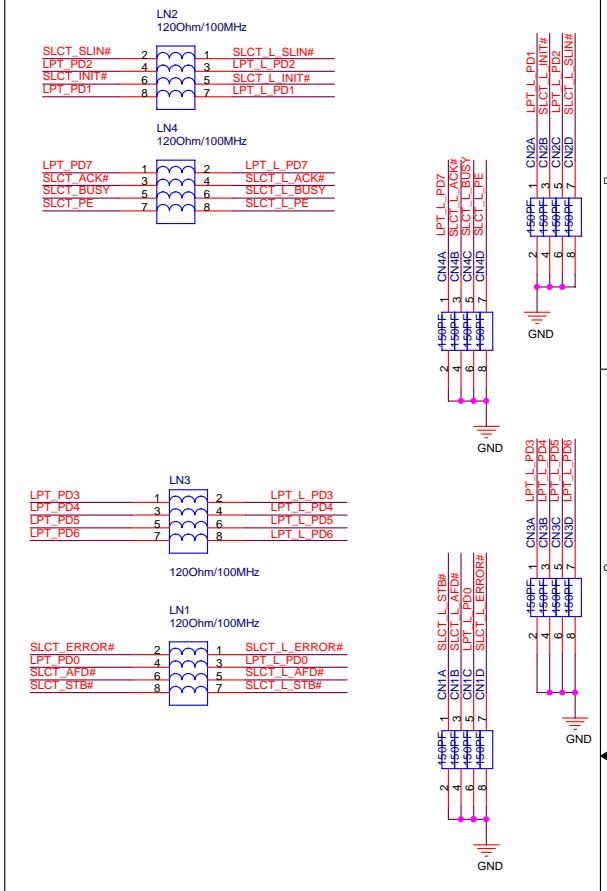 LN2
120Ohm/100MHz
SLCT_SLIN# 2 1 SLCT_L_SLIN#
LPT_PD2 4 3 LPT_L_PD2
SLCT_INIT# 6 5 SLCT_L_INIT#
LPT_PD1 8 7 LPT_L_PD1
LN4
120Ohm/100MHz
LPT_PD7 1 2 LPT_L_PD7
SLCT_ACK# 3 4 SLCT_L_ACK#
SLCT_BUSY 5 6 SLCT_L_BUSY
SLCT_PE 7 8 SLCT_L_PE
LPT_L_PD1
SLCT_L_INIT#
LPT_L_PD2
SLCT_L_SLIN#
CN2A
CN2B
CN2C
CN2D
1 3 5 7
150PF
150PF
150PF
150PF
2 4 6 8
GND
LPT_L_PD7
SLCT_L_ACK#
SLCT_L_BUSY
SLCT_L_PE
CN4A
CN4B
CN4C
CN4D
1 3 5 7
150PF
150PF
150PF
150PF
2 4 6 8
GND
LN3
LPT_PD3 1 2 LPT_L_PD3
LPT_PD4 3 4 LPT_L_PD4
LPT_PD5 5 6 LPT_L_PD5
LPT_PD6 7 8 LPT_L_PD6
120Ohm/100MHz
LN1
120Ohm/100MHz
SLCT_ERROR# 2 1 SLCT_L_ERROR#
LPT_PD0 4 3 LPT_L_PD0
SLCT_AFD# 6 5 SLCT_L_AFD#
SLCT_STB# 8 7 SLCT_L_STB#
LPT_L_PD3
LPT_L_PD4
LPT_L_PD5
LPT_L_PD6
CN3A
CN3B
CN3C
CN3D
1 3 5 7
150PF
150PF
150PF
150PF
2 4 6 8
GND
SLCT_L_STB#
SLCT_L_AFD#
LPT_L_PD0
SLCT_L_ERROR#
CN1A
CN1B
CN1C
CN1D
1 3 5 7
150PF
150PF
150PF
150PF
2 4 6 8
GND